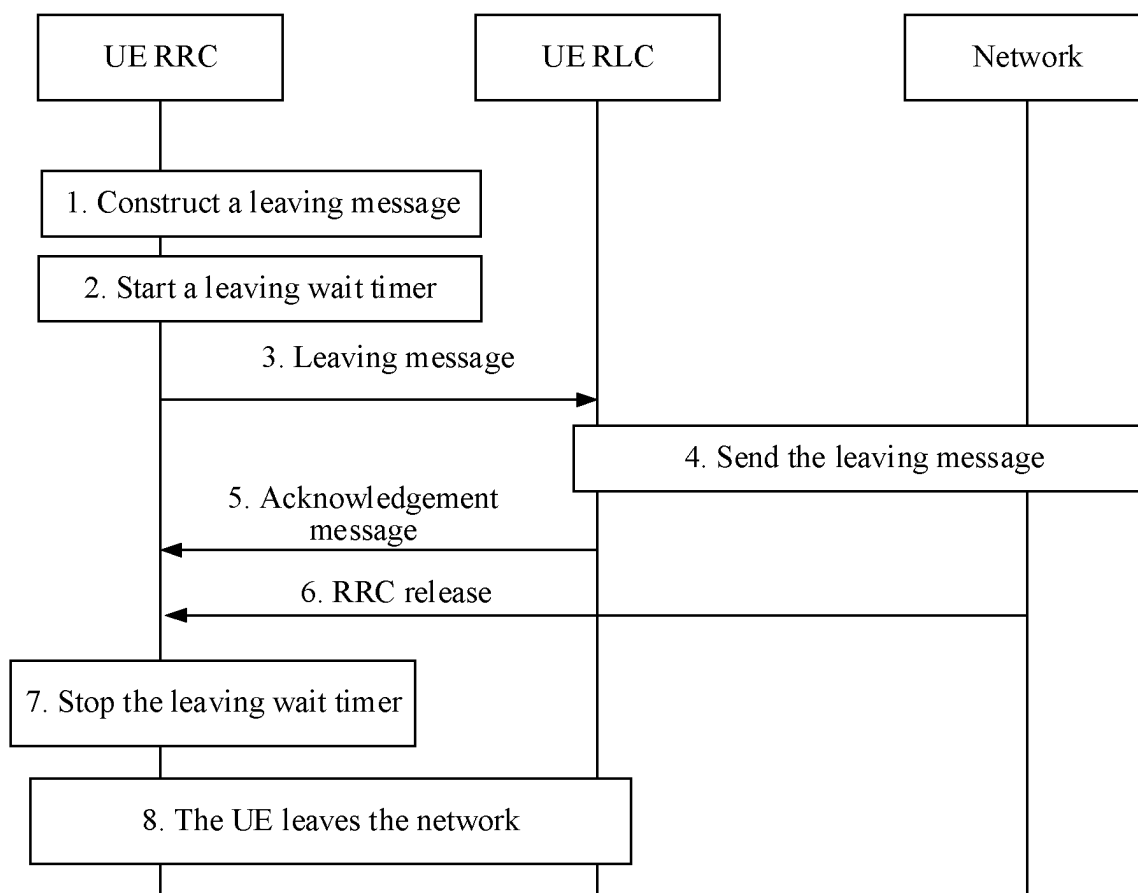 UE RRC
UE RLC
Network
1. Construct a leaving message
2. Start a leaving wait timer
3. Leaving message
4. Send the leaving message
5. Acknowledgement
message
6. RRC release
7. Stop the leaving wait timer
8. The UE leaves the network